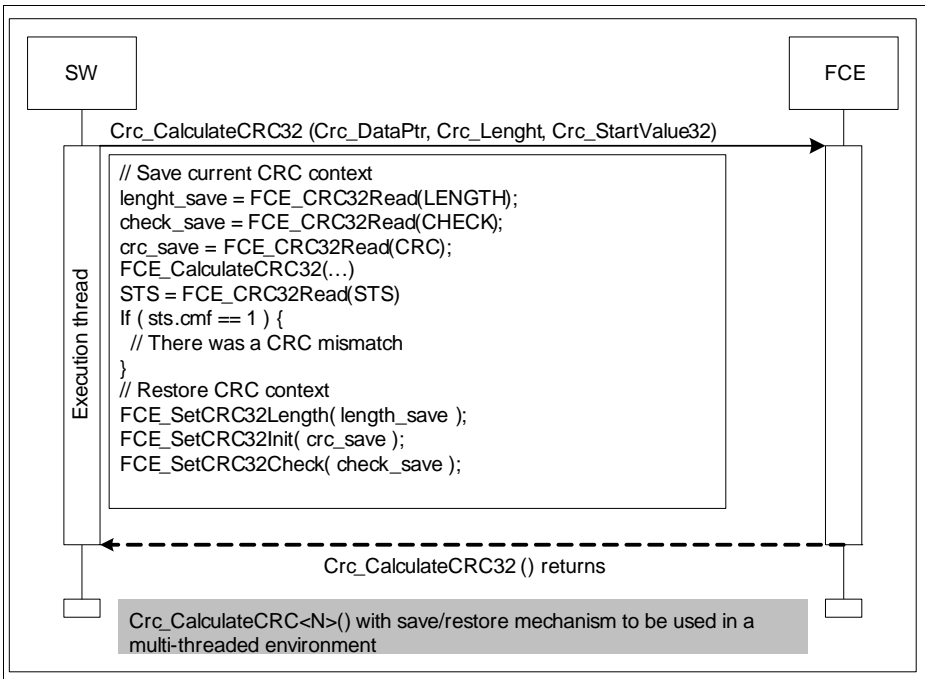 SW
FCE
Crc_CalculateCRC32 (Crc_DataPtr, Crc_Lenght, Crc_StartValue32)
Execution thread
// Save current CRC context
lenght_save = FCE_CRC32Read(LENGTH);
check_save = FCE_CRC32Read(CHECK);
crc_save = FCE_CRC32Read(CRC);
FCE_CalculateCRC32(…)
STS = FCE_CRC32Read(STS)
If ( sts.cmf == 1 ) {
// There was a CRC mismatch
}
// Restore CRC context
FCE_SetCRC32Length( length_save );
FCE_SetCRC32Init( crc_save );
FCE_SetCRC32Check( check_save );
Crc_CalculateCRC32 () returns
Crc_CalculateCRC<N>() with save/restore mechanism to be used in a
multi-threaded environment